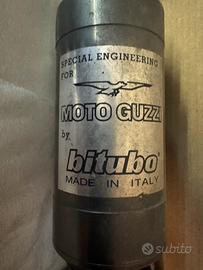 SPECIAL ENGINEERING
FOR
MOTO GUZZI
by
bitubo®
MADE IN ITALY
subito